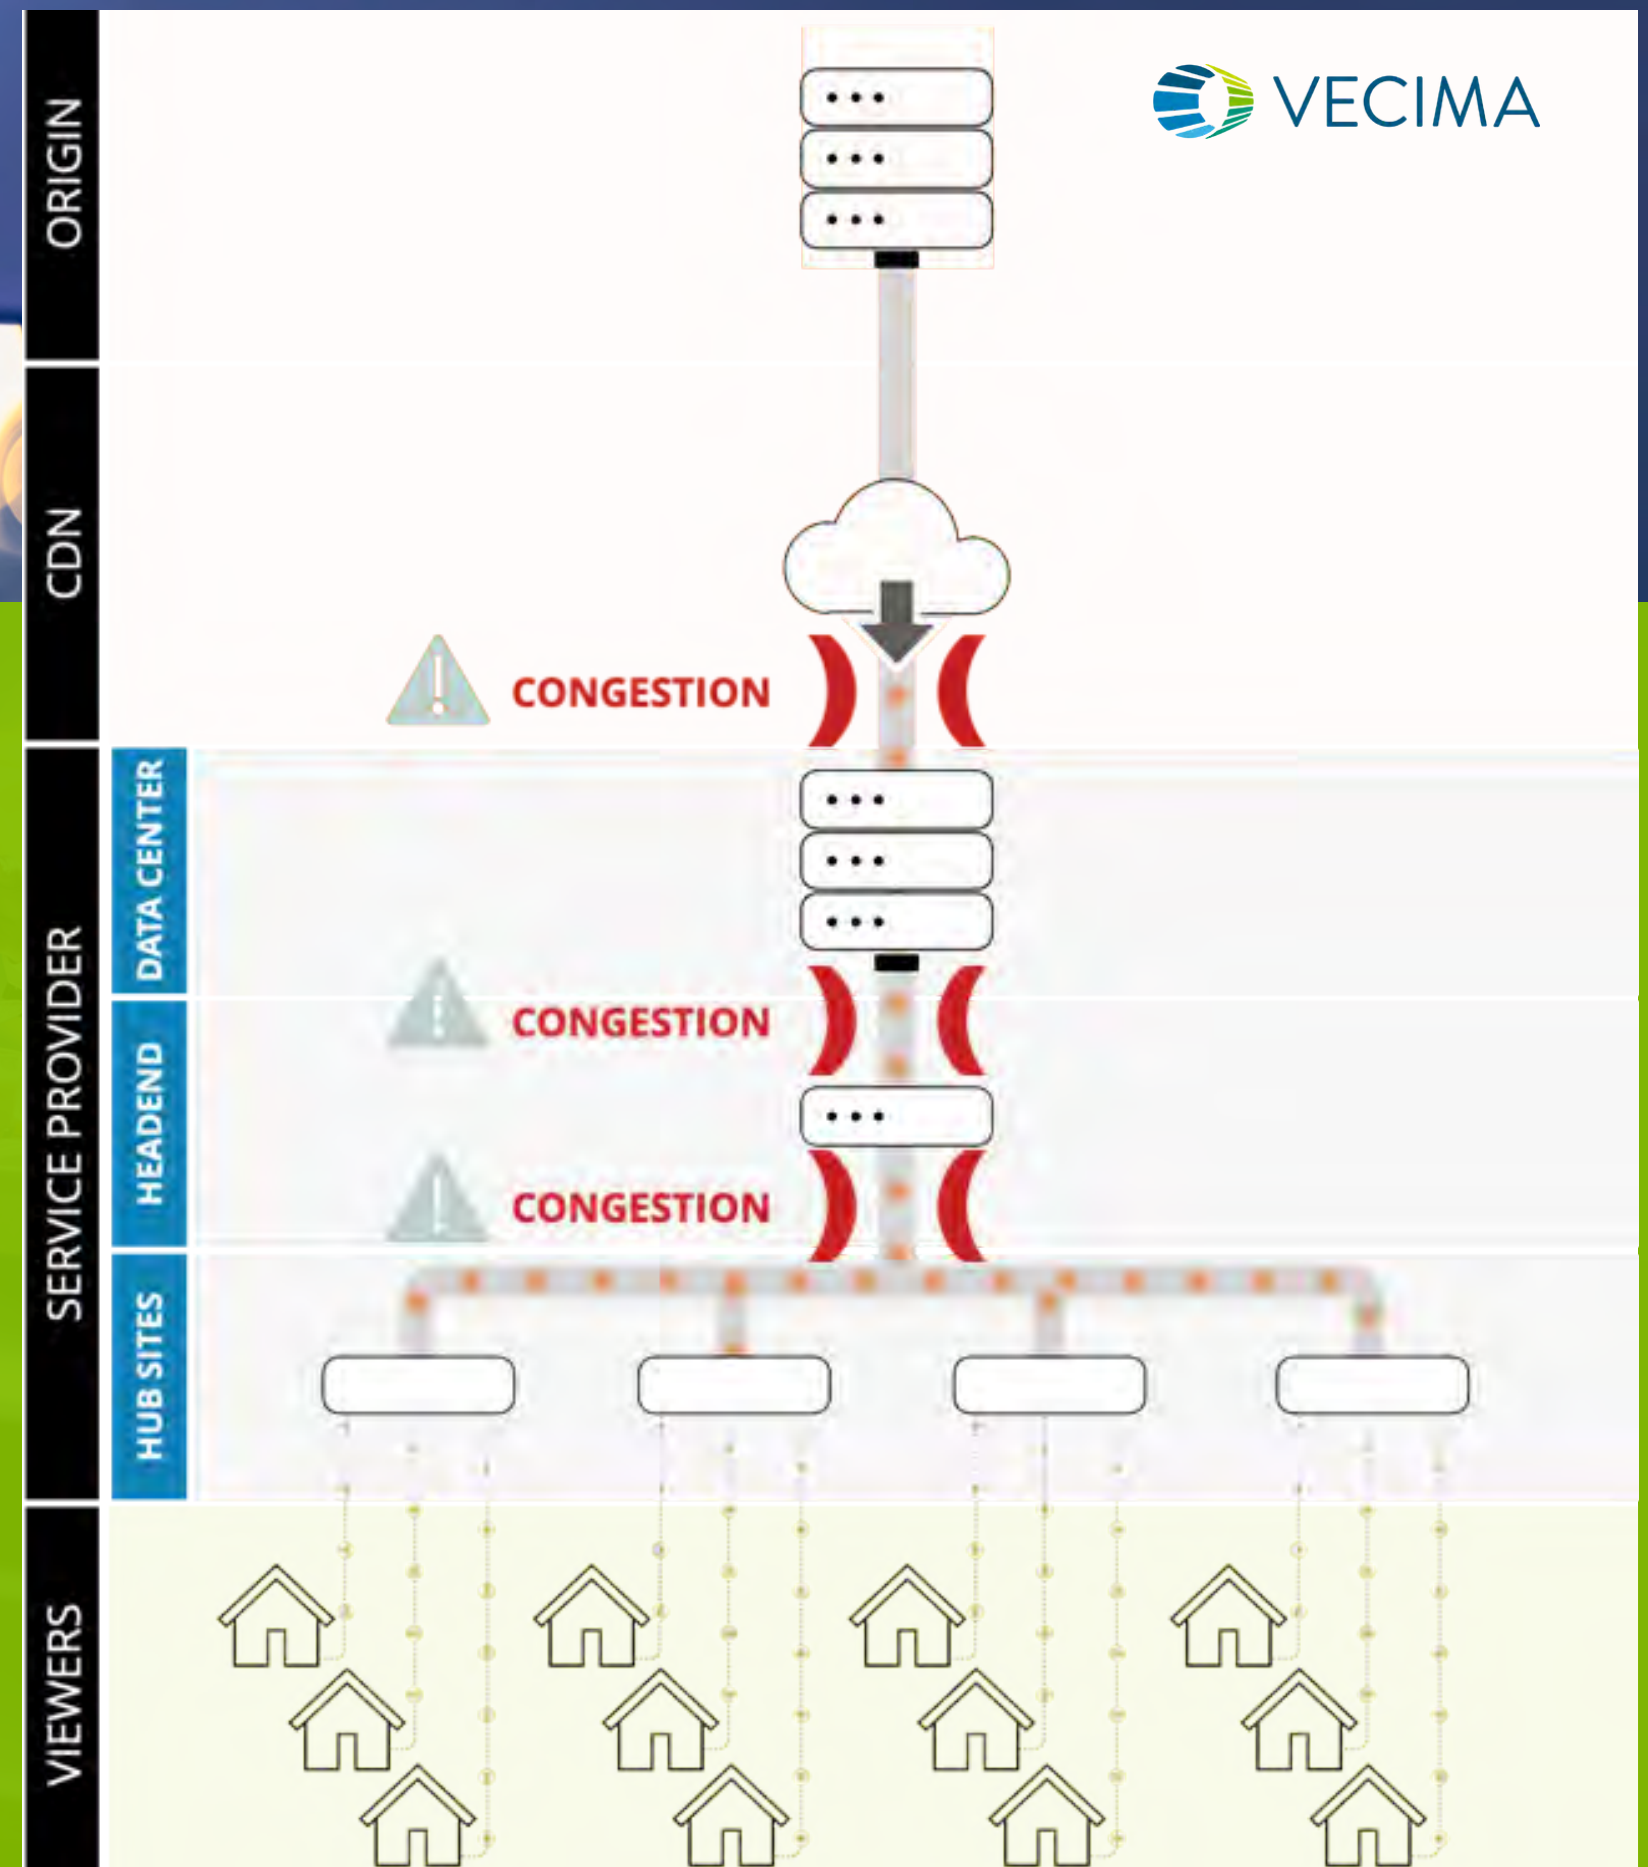 VECIMA
ORIGIN
CDN
CONGESTION
SERVICE PROVIDER
DATA CENTER
CONGESTION
HEADEND
CONGESTION
HUB SITES
VIEWERS